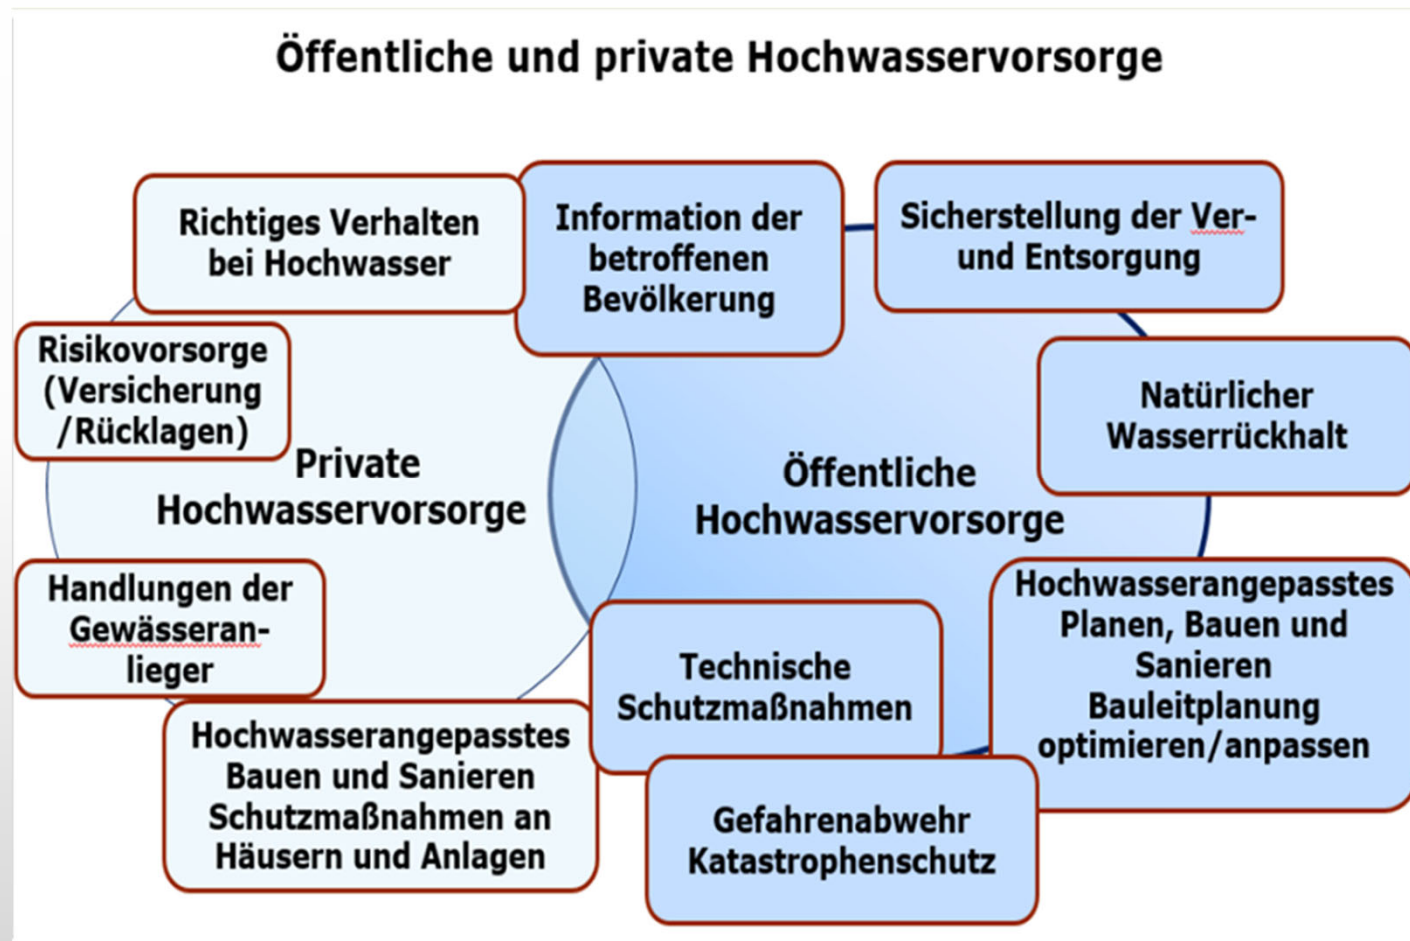 Öffentliche und private Hochwasservorsorge
Richtiges Verhalten
bei Hochwasser
Information der
betroffenen
Bevölkerung
Sicherstellung der Ver-
und Entsorgung
Risikovorsorge
(Versicherung
/Rücklagen)
Natürlicher
Wasserrückhalt
Private
Hochwasservorsorge
Öffentliche
Hochwasservorsorge
Handlungen der
Gewässeran-
lieger
Hochwasserangepasstes
Planen, Bauen und
Sanieren
Bauleitplanung
optimieren/anpassen
Technische
Schutzmaßnahmen
Hochwasserangepasstes
Bauen und Sanieren
Schutzmaßnahmen an
Häusern und Anlagen
Gefahrenabwehr
Katastrophenschutz